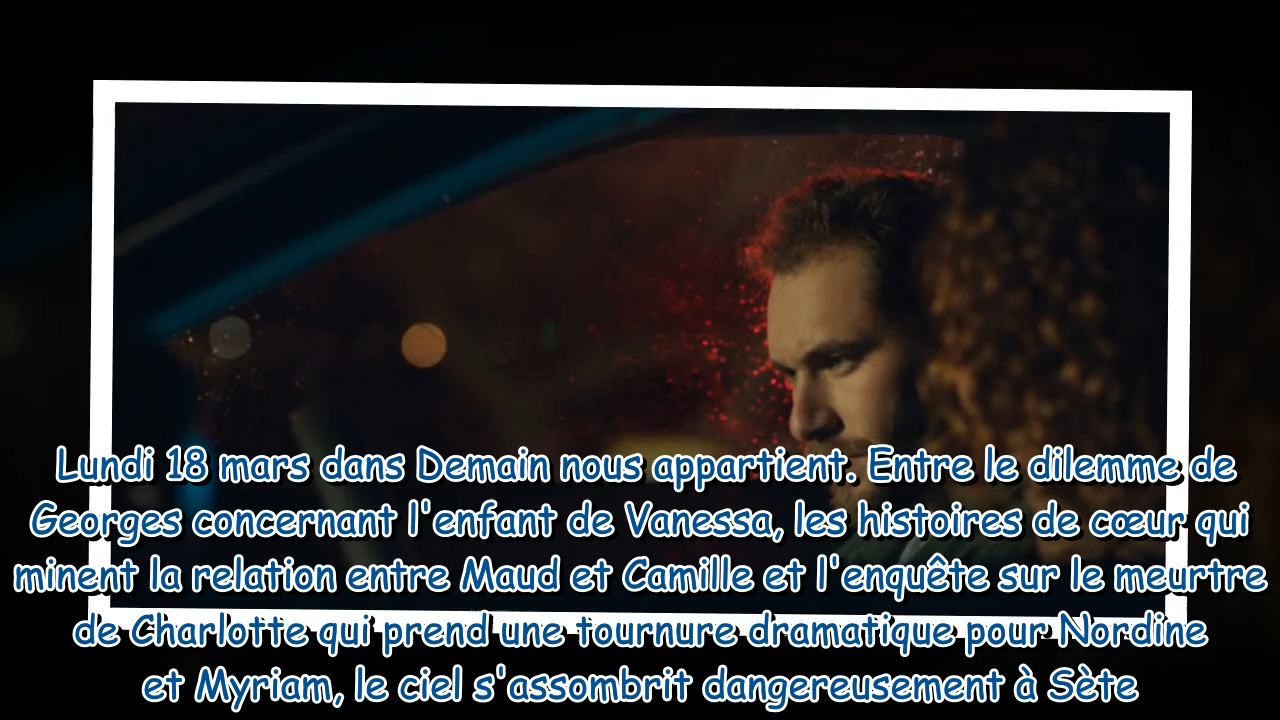 Lundi 18 mars dans Demain nous appartient. Entre le dilemme de
Georges concernant l'enfant de Vanessa, les histoires de cœur qui
minent la relation entre Maud et Camille et l'enquête sur le meurtre
de Charlotte qui prend une tournure dramatique pour Nordine
et Myriam, le ciel s'assombrit dangereusement à Sète